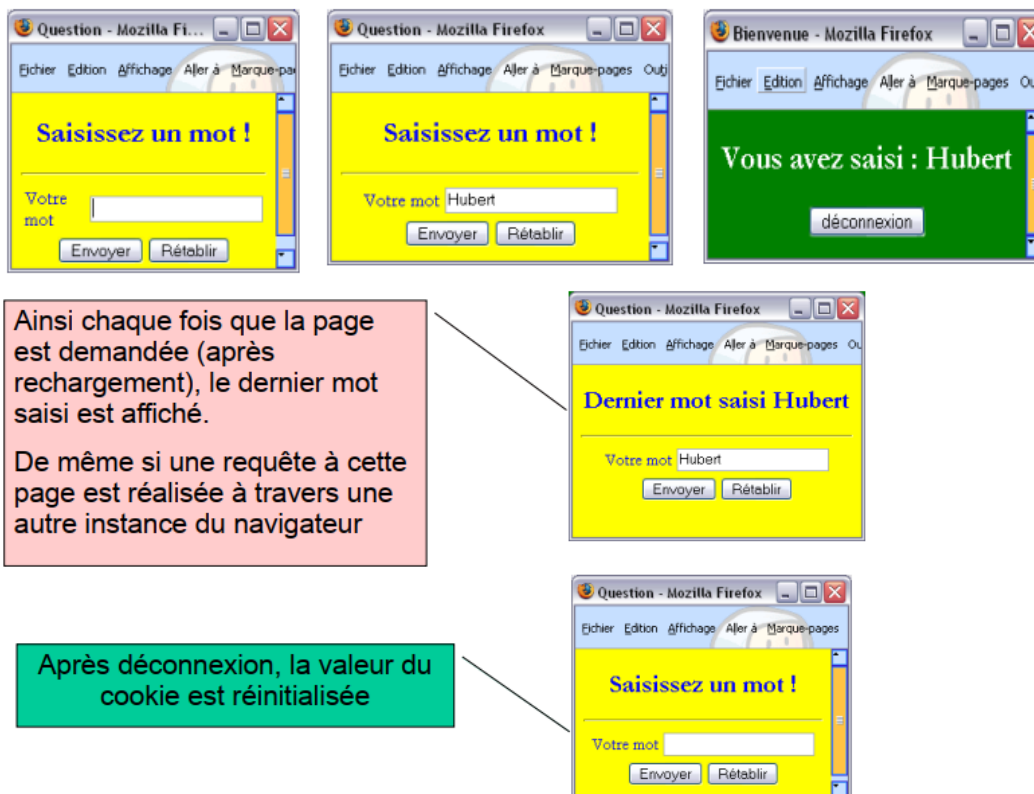 Question - Mozilla Fi...
Fichier Edition Affichage Aller à Marque-pa
Saisissez un mot !
Votre
mot
Envoyer Rétablir
Question - Mozilla Firefox
Fichier Edition Affichage Aller à Marque-pages Outi
Saisissez un mot !
Votre mot Hubert
Envoyer Rétablir
Bienvenue - Mozilla Firefox
Fichier Edition Affichage Aller à Marque-pages Ou
Vous avez saisi : Hubert
déconnexion
Ainsi chaque fois que la page
est demandée (après
rechargement), le dernier mot
saisi est affiché.
De même si une requête à cette
page est réalisée à travers une
autre instance du navigateur
Question - Mozilla Firefox
Fichier Edition Affichage Aller à Marque-pages Ou
Dernier mot saisi Hubert
Votre mot Hubert
Envoyer Rétablir
Après déconnexion, la valeur du
cookie est réinitialisée
Question - Mozilla Firefox
Fichier Edition Affichage Aller à Marque-pages
Saisissez un mot !
Votre mot
Envoyer Rétablir